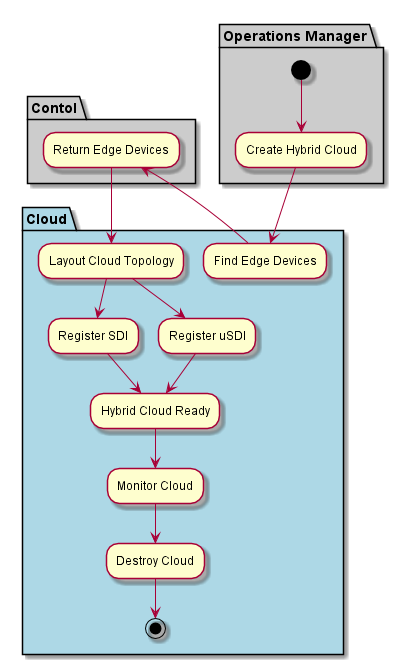 Operations Manager
Create Hybrid Cloud
Contol
Return Edge Devices
Cloud
Layout Cloud Topology
Find Edge Devices
Register SDI
Register uSDI
Hybrid Cloud Ready
Monitor Cloud
Destroy Cloud